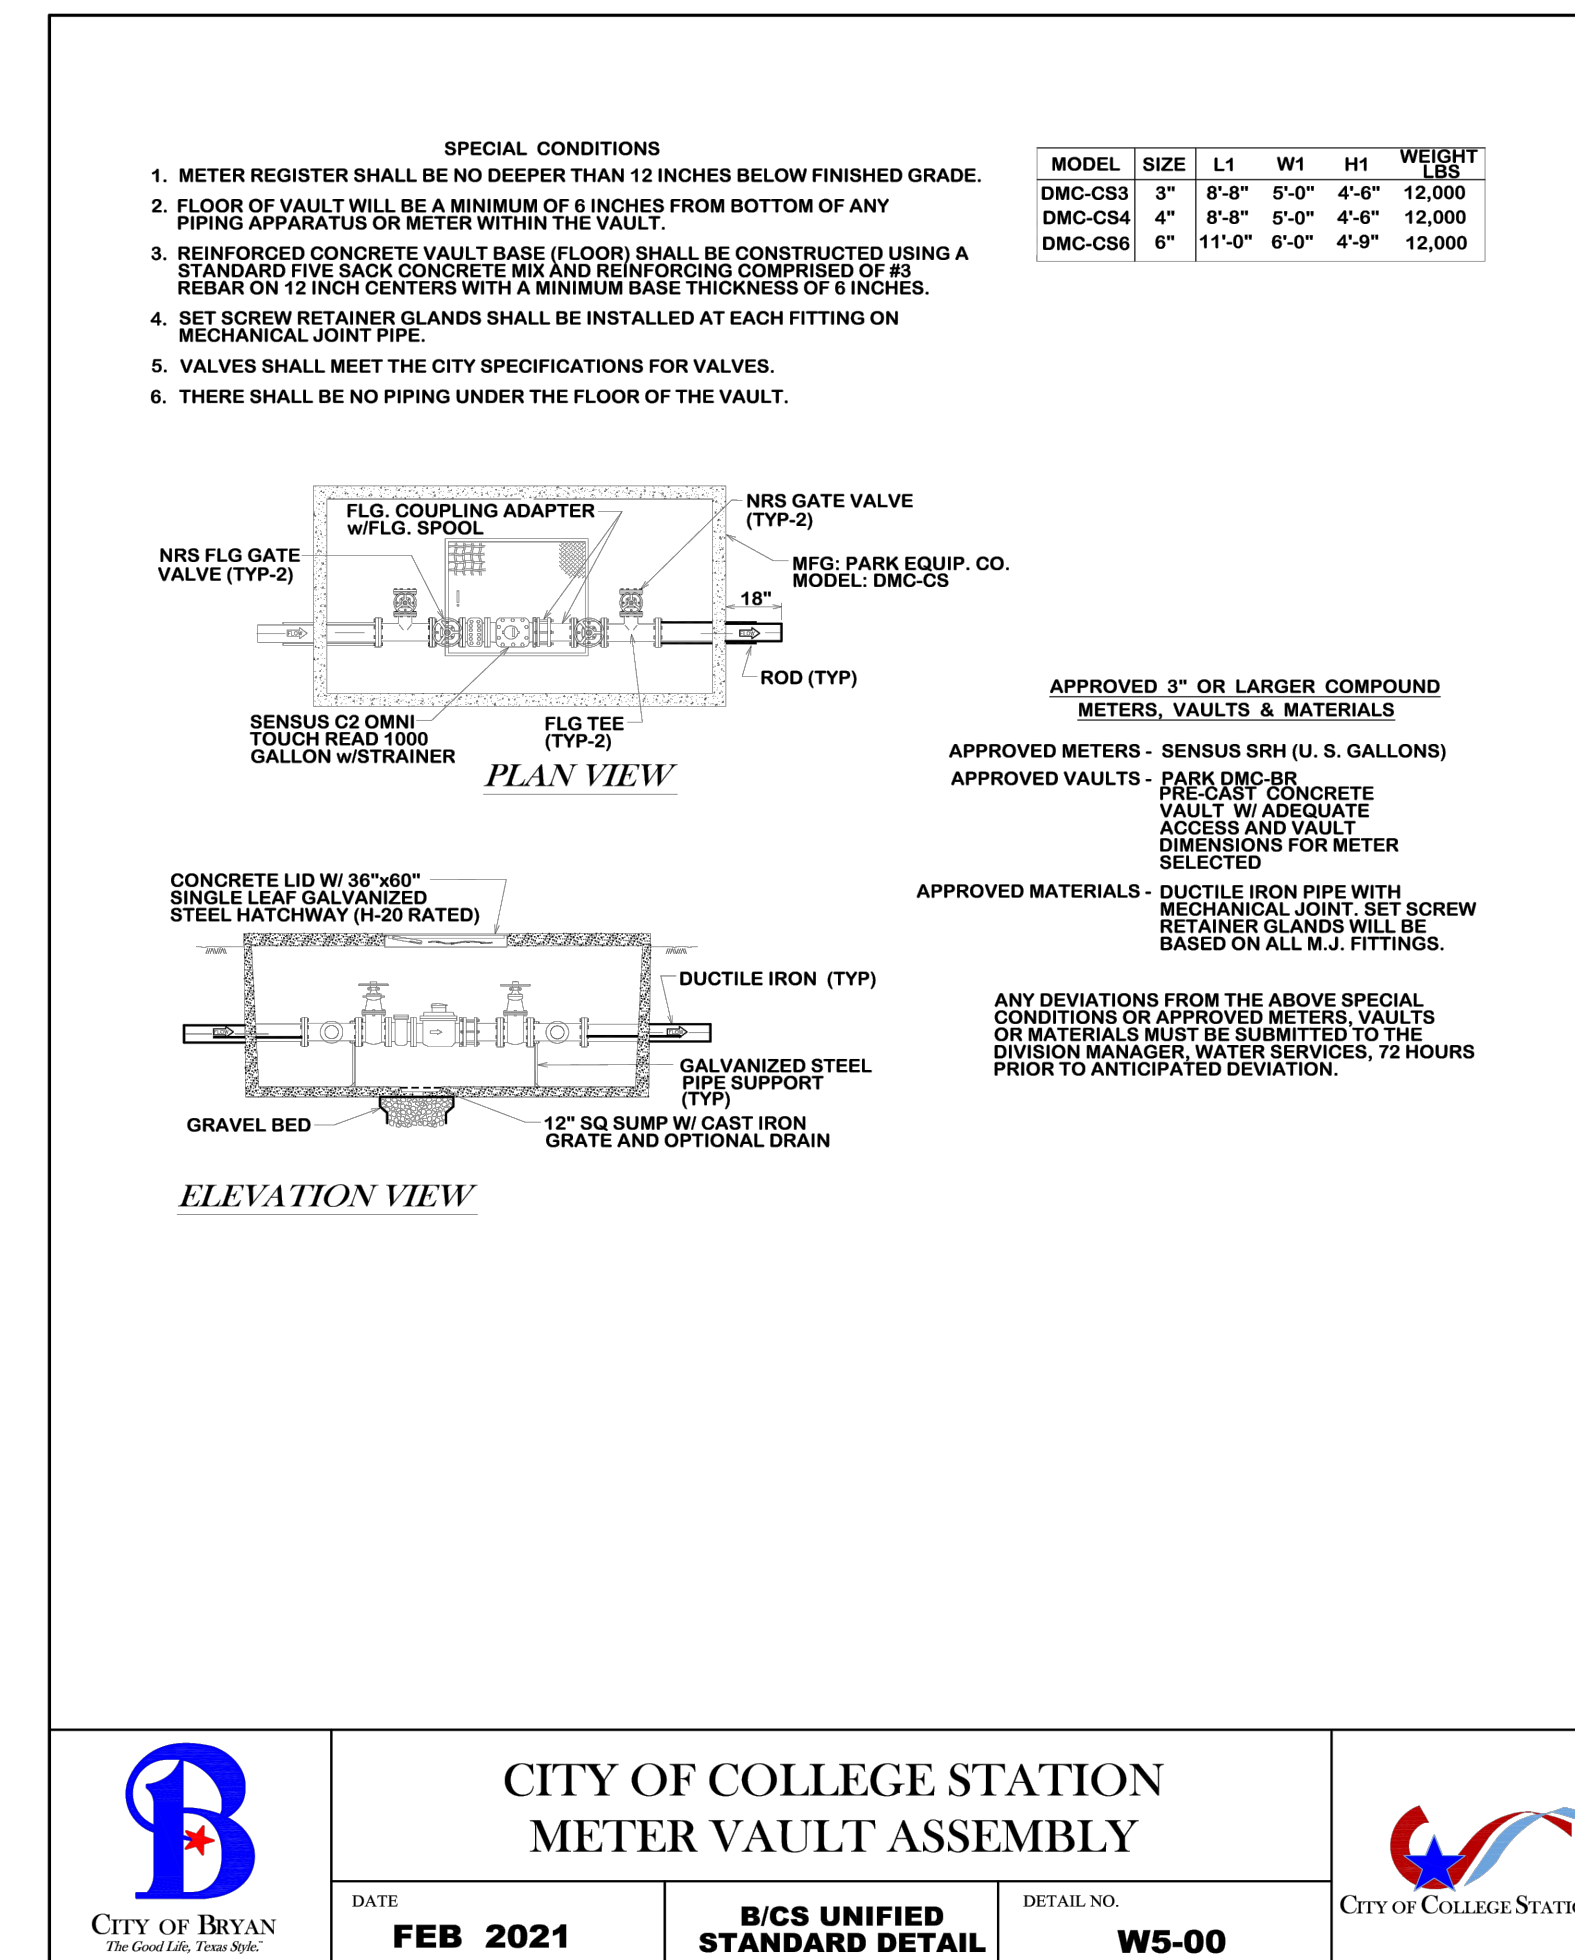 SPECIAL CONDITIONS
1. METER REGISTER SHALL BE NO DEEPER THAN 12 INCHES BELOW FINISHED GRADE.
2. FLOOR OF VAULT WILL BE A MINIMUM OF 6 INCHES FROM BOTTOM OF ANY
PIPING APPARATUS OR METER WITHIN THE VAULT.
3. REINFORCED CONCRETE VAULT BASE (FLOOR) SHALL BE CONSTRUCTED USING A
STANDARD FIVE SACK CONCRETE MIX AND REINFORCING COMPRISED OF #3
REBAR ON 12 INCH CENTERS WITH A MINIMUM BASE THICKNESS OF 6 INCHES.
4. SET SCREW RETAINER GLANDS SHALL BE INSTALLED AT EACH FITTING ON
MECHANICAL JOINT PIPE.
5. VALVES SHALL MEET THE CITY SPECIFICATIONS FOR VALVES.
6. THERE SHALL BE NO PIPING UNDER THE FLOOR OF THE VAULT.
MODEL SIZE L1 W1 H1 WEIGHT LBS
DMC-CS3 3" 8'-8" 5'-0" 4'-6" 12,000
DMC-CS4 4" 8'-8" 5'-0" 4'-6" 12,000
DMC-CS6 6" 11'-0" 6'-0" 4'-9" 12,000
FLG. COUPLING ADAPTER
w/FLG. SPOOL
NRS GATE VALVE
(TYP-2)
NRS FLG GATE
VALVE (TYP-2)
MFG: PARK EQUIP. CO.
MODEL: DMC-CS
18"
FLOW
FLOW
ROD (TYP)
SENSUS C2 OMNI
TOUCH READ 1000
GALLON w/STRAINER
FLG TEE
(TYP-2)
PLAN VIEW
APPROVED 3" OR LARGER COMPOUND
METERS, VAULTS & MATERIALS
APPROVED METERS - SENSUS SRH (U. S. GALLONS)
APPROVED VAULTS - PARK DMC-BR
PRE-CAST CONCRETE
VAULT W/ ADEQUATE
ACCESS AND VAULT
DIMENSIONS FOR METER
SELECTED
APPROVED MATERIALS - DUCTILE IRON PIPE WITH
MECHANICAL JOINT. SET SCREW
RETAINER GLANDS WILL BE
BASED ON ALL M.J. FITTINGS.
ANY DEVIATIONS FROM THE ABOVE SPECIAL
CONDITIONS OR APPROVED METERS, VAULTS
OR MATERIALS MUST BE SUBMITTED TO THE
DIVISION MANAGER, WATER SERVICES, 72 HOURS
PRIOR TO ANTICIPATED DEVIATION.
CONCRETE LID W/ 36"x60"
SINGLE LEAF GALVANIZED
STEEL HATCHWAY (H-20 RATED)
DUCTILE IRON (TYP)
FLOW
FLOW
GALVANIZED STEEL
PIPE SUPPORT
(TYP)
GRAVEL BED
12" SQ SUMP W/ CAST IRON
GRATE AND OPTIONAL DRAIN
ELEVATION VIEW
B
CITY OF BRYAN
The Good Life, Texas Style.™
CITY OF COLLEGE STATION
METER VAULT ASSEMBLY
DATE
FEB 2021
B/CS UNIFIED
STANDARD DETAIL
DETAIL NO.
W5-00
CITY OF COLLEGE STATIO